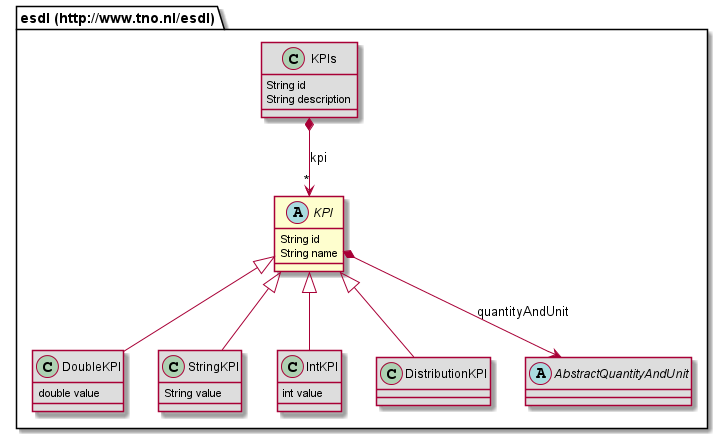 esdl (http://www.tno.nl/esdl)
C KPIs
String id
String description
kpi
*
A KPI
String id
String name
quantityAndUnit
C DoubleKPI
double value
C StringKPI
String value
C IntKPI
int value
C DistributionKPI
A AbstractQuantityAndUnit